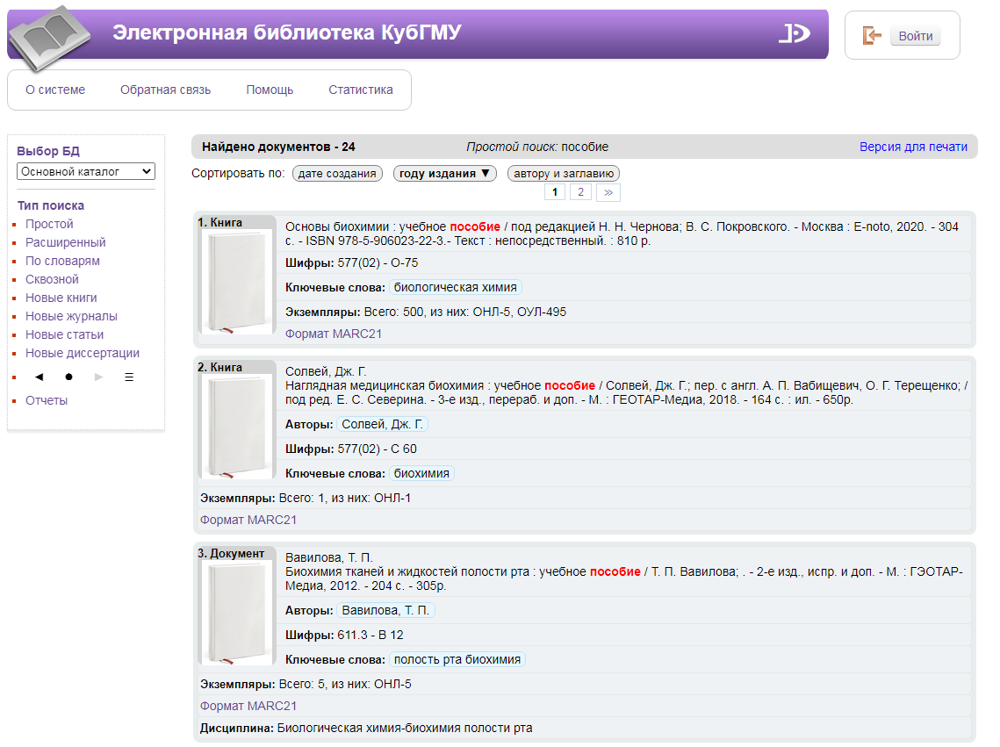 Электронная библиотека КубГМУ
Войти
О системе Обратная связь Помощь Статистика
Выбор БД
Основной каталог
Тип поиска
Простой
Расширенный
По словарям
Сквозной
Новые книги
Новые журналы
Новые статьи
Новые диссертации
Отчеты
Найдено документов - 24 Простой поиск: пособие Версия для печати
Сортировать по: дате создания году издания ▼ автору и заглавию
1 2 >>
1. Книга
Основы биохимии : учебное пособие / под редакцией Н. Н. Чернова; В. С. Покровского. - Москва : E-noto, 2020. - 304
с. - ISBN 978-5-906023-22-3.- Текст : непосредственный. : 810 р.
Шифры: 577(02) - О-75
Ключевые слова: биологическая химия
Экземпляры: Всего: 500, из них: ОНЛ-5, ОУЛ-495
Формат MARC21
2. Книга
Солвей, Дж. Г.
Наглядная медицинская биохимия : учебное пособие / Солвей, Дж. Г.; пер. с англ. А. П. Вабищевич, О. Г. Терещенко; /
под ред. Е. С. Северина. - 3-е изд., перераб. и доп. - М. : ГЕОТАР-Медиа, 2018. - 164 с. : ил. - 650р.
Авторы: Солвей, Дж. Г.
Шифры: 577(02) - С 60
Ключевые слова: биохимия
Экземпляры: Всего: 1, из них: ОНЛ-1
Формат MARC21
3. Документ
Вавилова, Т. П.
Биохимия тканей и жидкостей полости рта : учебное пособие / Т. П. Вавилова; . - 2-е изд., испр. и доп. - М. : ГЭОТАР-
Медиа, 2012. - 204 с. - 305р.
Авторы: Вавилова, Т. П.
Шифры: 611.3 - В 12
Ключевые слова: полость рта биохимия
Экземпляры: Всего: 5, из них: ОНЛ-5
Формат MARC21
Дисциплина: Биологическая химия-биохимия полости рта